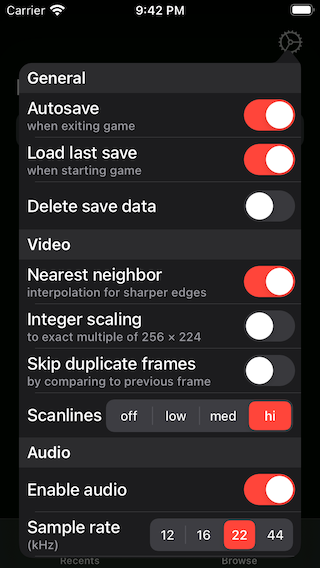 Carrier 9:42 PM
General
Autosave
when exiting game
Load last save
when starting game
Delete save data
Video
Nearest neighbor
interpolation for sharper edges
Integer scaling
to exact multiple of 256 × 224
Skip duplicate frames
by comparing to previous frame
Scanlines off low med hi
Audio
Enable audio
Sample rate
(kHz)
12 16 22 44
Recents Browse